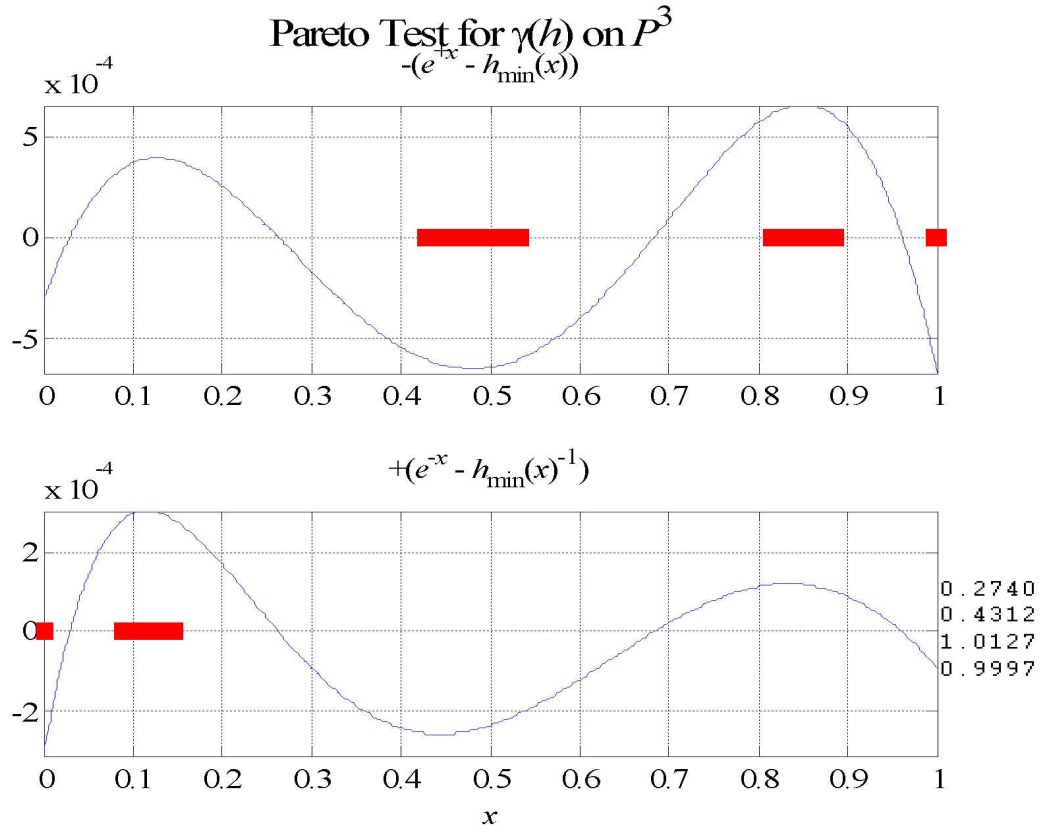 Pareto Test for γ(h) on P³
-(e⁺ˣ - hₘᵢₙ(x))
x 10⁻⁴
5
0
-5
0 0.1 0.2 0.3 0.4 0.5 0.6 0.7 0.8 0.9 1
+(e⁻ˣ - hₘᵢₙ(x)⁻¹)
x 10⁻⁴
2
0
-2
0.2740
0.4312
1.0127
0.9997
0 0.1 0.2 0.3 0.4 0.5 0.6 0.7 0.8 0.9 1
x